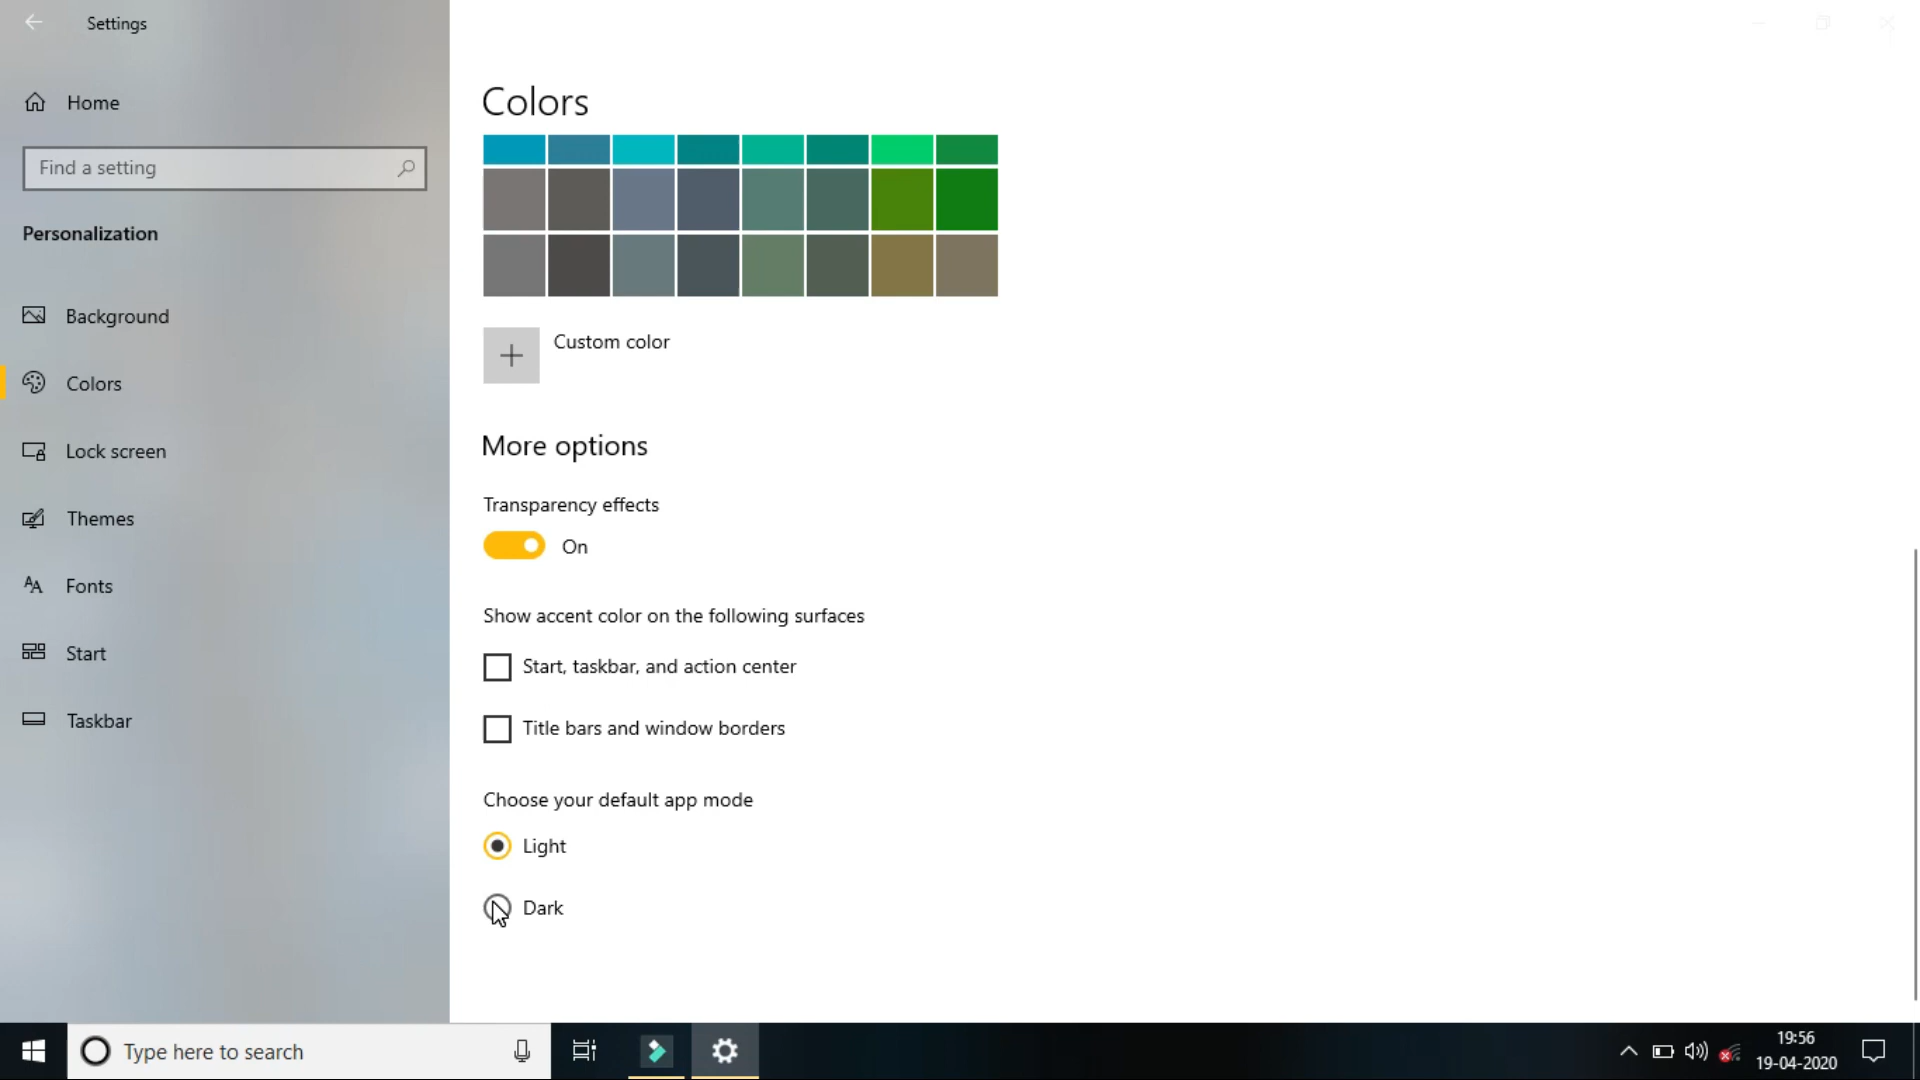 Settings
Home
Find a setting
Personalization
Background
Colors
Lock screen
Themes
Fonts
Start
Taskbar
Colors
Custom color
More options
Transparency effects
On
Show accent color on the following surfaces
Start, taskbar, and action center
Title bars and window borders
Choose your default app mode
Light
Dark
Type here to search
19:56
19-04-2020